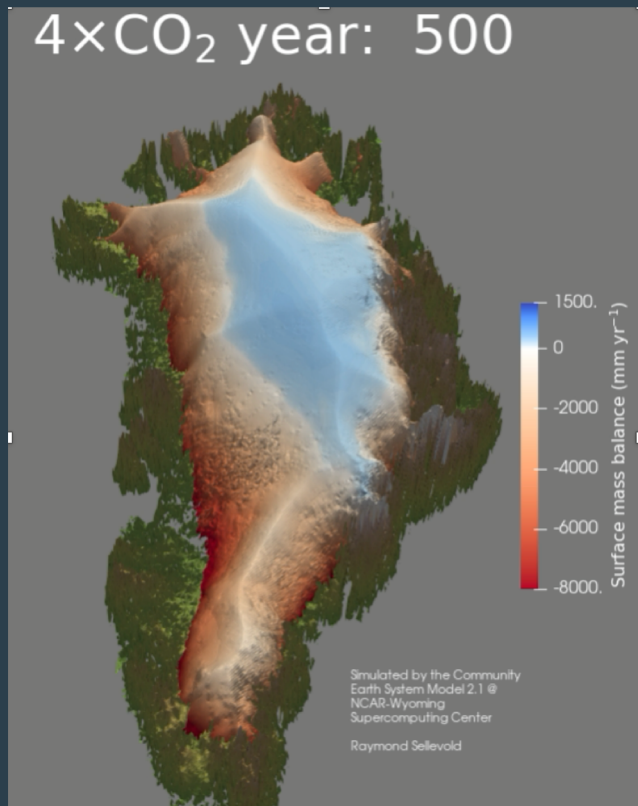 4×CO₂ year: 500
1500.
0
-2000
-4000
-6000
-8000.
Surface mass balance (mm yr⁻¹)
Simulated by the Community
Earth System Model 2.1 @
NCAR-Wyoming
Supercomputing Center
Raymond Sellevold